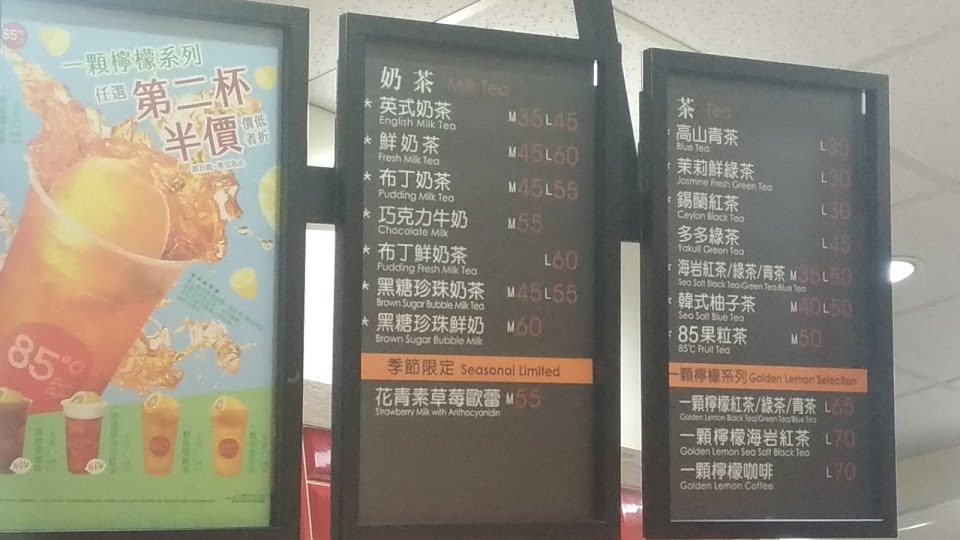 85°
一顆檸檬系列
任選 第二杯
半價 價低者折
85°C
NEW
NEW
奶茶 Milk Tea
* 英式奶茶 M35 L45
English Milk Tea
* 鮮奶茶 M45 L60
Fresh Milk Tea
* 布丁奶茶 M45 L55
Pudding Milk Tea
巧克力牛奶 M55
Chocolate Milk
* 布丁鮮奶茶 L60
Pudding Fresh Milk Tea
* 黑糖珍珠奶茶 M45 L55
Brown Sugar Bubble Milk Tea
* 黑糖珍珠鮮奶 M60
Brown Sugar Bubble Milk
季節限定 Seasonal Limited
花青素草莓歐蕾 M55
Strawberry Milk with Anthocyanidin
茶 Tea
* 高山青茶 L30
Blue Tea
* 茉莉鮮綠茶 L30
Jasmine Fresh Green Tea
* 錫蘭紅茶 L30
Ceylon Black Tea
多多綠茶 L45
Yakult Green Tea
* 海岩紅茶/綠茶/青茶 M35 L50
Sea Salt Black Tea/Green Tea/Blue Tea
* 韓式柚子茶 M40 L50
Sea Salt Blue Tea
* 85果粒茶 M50
85°C Fruit Tea
一顆檸檬系列 Golden Lemon Selection
一顆檸檬紅茶/綠茶/青茶 L65
Golden Lemon Black Tea/Green Tea/Blue Tea
一顆檸檬海岩紅茶 L70
Golden Lemon Sea Salt Black Tea
一顆檸檬咖啡 L70
Golden Lemon Coffee